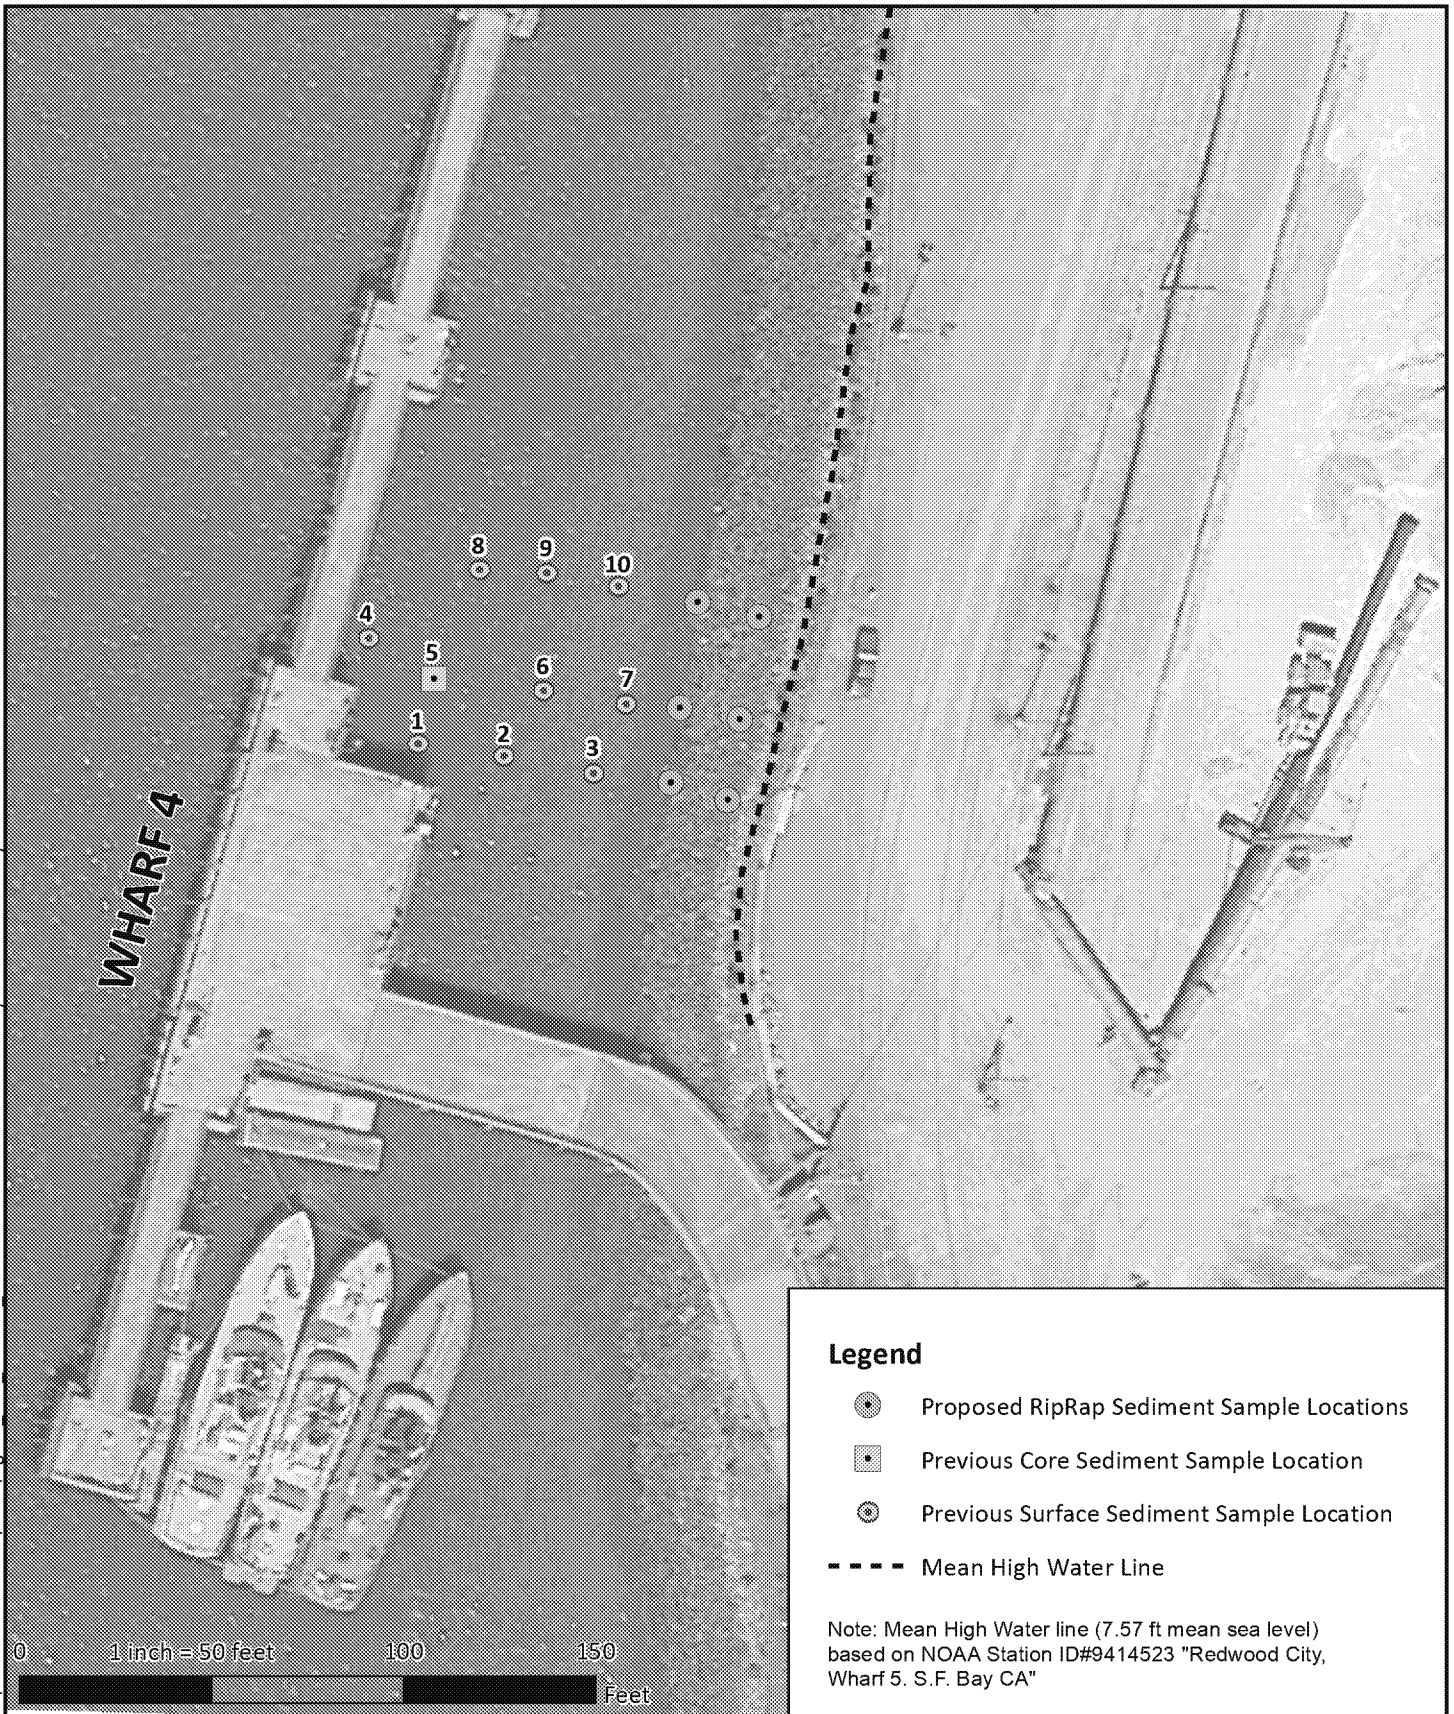 8
9
10
4
5
6
7
1
2
3
WHARF 4
Legend
Proposed RipRap Sediment Sample Locations
Previous Core Sediment Sample Location
Previous Surface Sediment Sample Location
Mean High Water Line
Note: Mean High Water line (7.57 ft mean sea level)
based on NOAA Station ID#9414523 "Redwood City,
Wharf 5. S.F. Bay CA"
0 1 inch = 50 feet 100 150
Feet